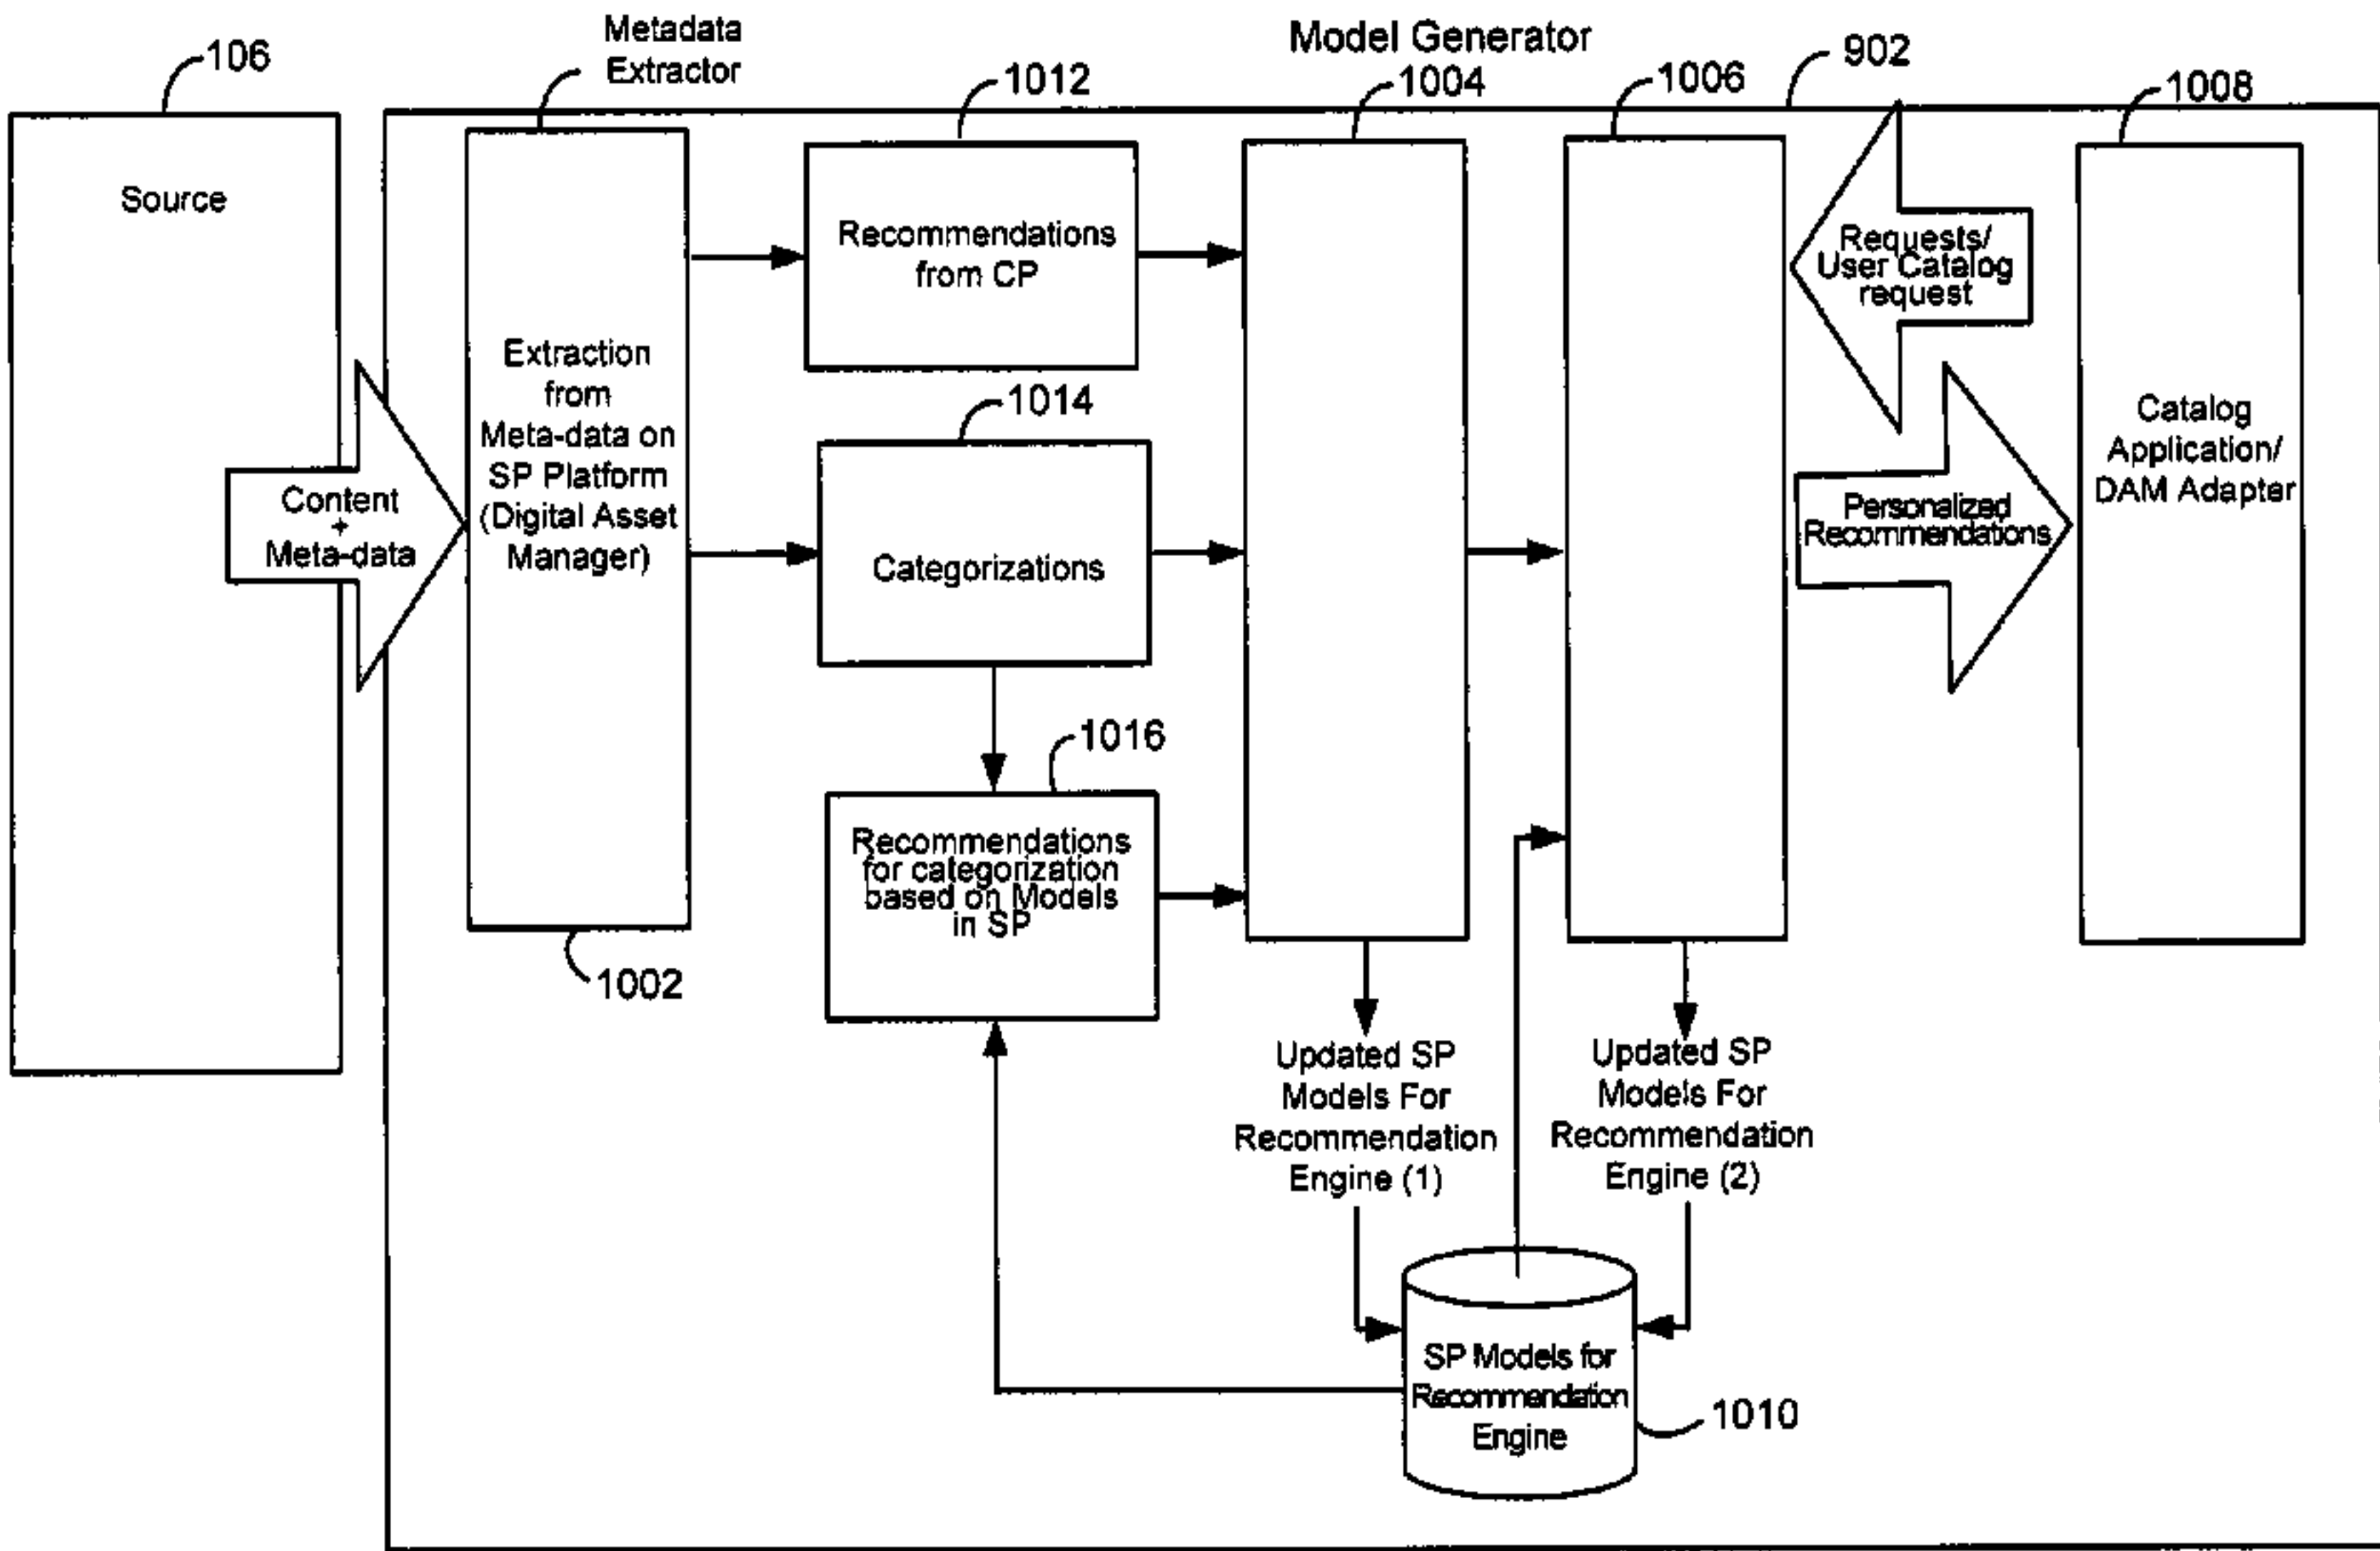 106
Metadata
Extractor
1012
Model Generator
1004
1006
902
1008
Source
Content
+
Meta-data
Extraction
from
Meta-data on
SP Platform
(Digital Asset
Manager)
1002
Recommendations
from CP
1014
Categorizations
1016
Recommendations
for categorization
based on Models
in SP
Requests/
User Catalog
request
Personalized
Recommendations
Catalog
Application/
DAM Adapter
Updated SP
Models For
Recommendation
Engine (1)
Updated SP
Models For
Recommendation
Engine (2)
SP Models for
Recommendation
Engine
1010